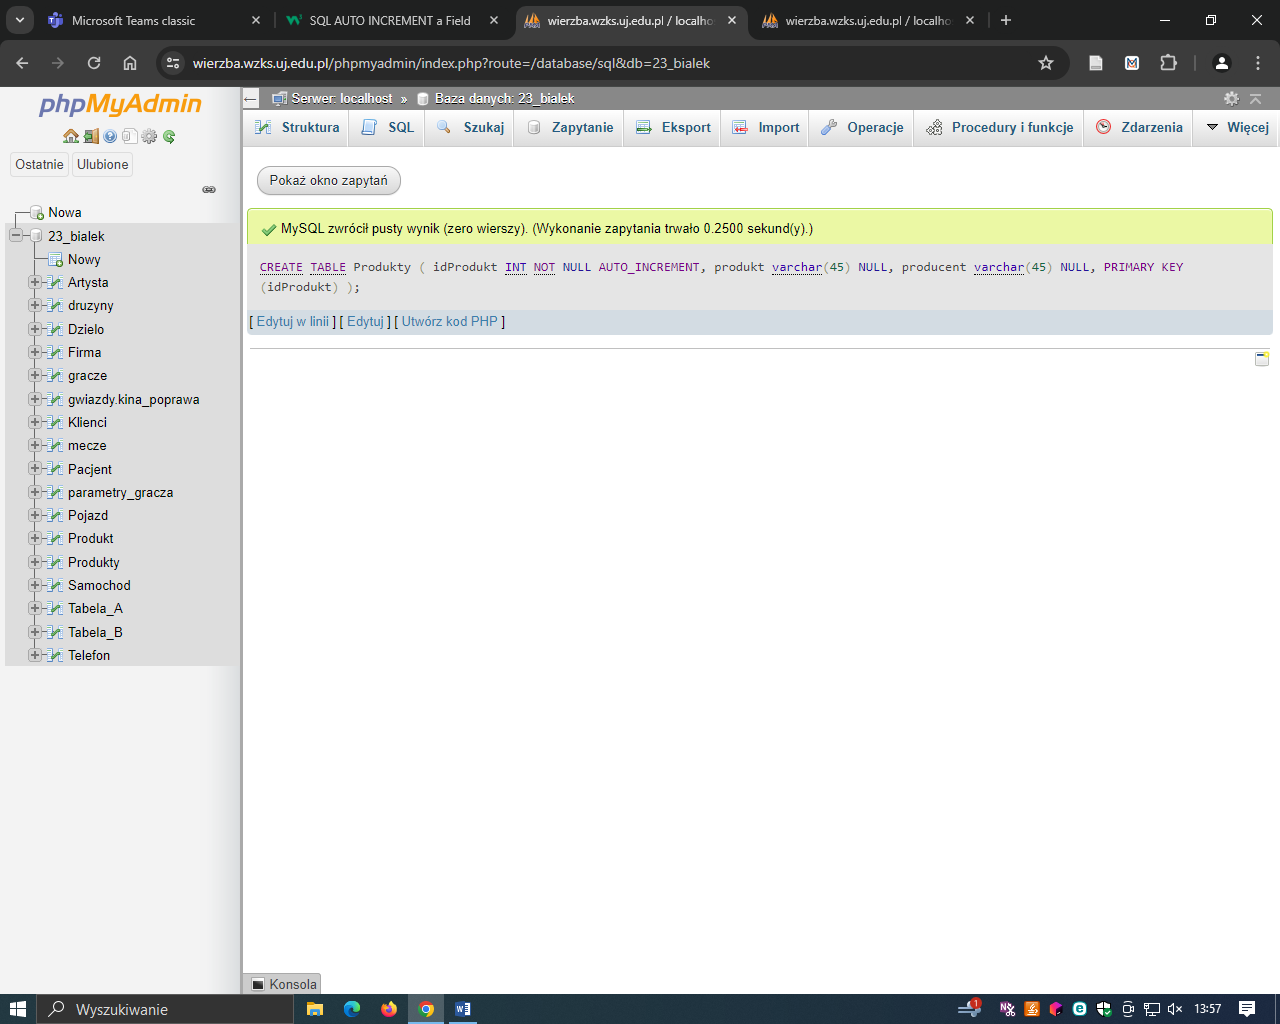 Microsoft Teams classic
SQL AUTO INCREMENT a Field
wierzba.wzks.uj.edu.pl / localho
wierzba.wzks.uj.edu.pl / localho
wierzba.wzks.uj.edu.pl/phpmyadmin/index.php?route=/database/sql&db=23_bialek
phpMyAdmin
Ostatnie
Ulubione
Nowa
23_bialek
Nowy
Artysta
druzyny
Dzielo
Firma
gracze
gwiazdy.kina_poprawa
Klienci
mecze
Pacjent
parametry_gracza
Pojazd
Produkt
Produkty
Samochod
Tabela_A
Tabela_B
Telefon
Serwer: localhost » Baza danych: 23_bialek
Struktura
SQL
Szukaj
Zapytanie
Eksport
Import
Operacje
Procedury i funkcje
Zdarzenia
Więcej
Pokaż okno zapytań
MySQL zwrócił pusty wynik (zero wierszy). (Wykonanie zapytania trwało 0.2500 sekund(y).)
CREATE TABLE Produkty ( idProdukt INT NOT NULL AUTO_INCREMENT, produkt varchar(45) NULL, producent varchar(45) NULL, PRIMARY KEY
(idProdukt) );
[ Edytuj w linii ] [ Edytuj ] [ Utwórz kod PHP ]
Konsola
Wyszukiwanie
1
13:57